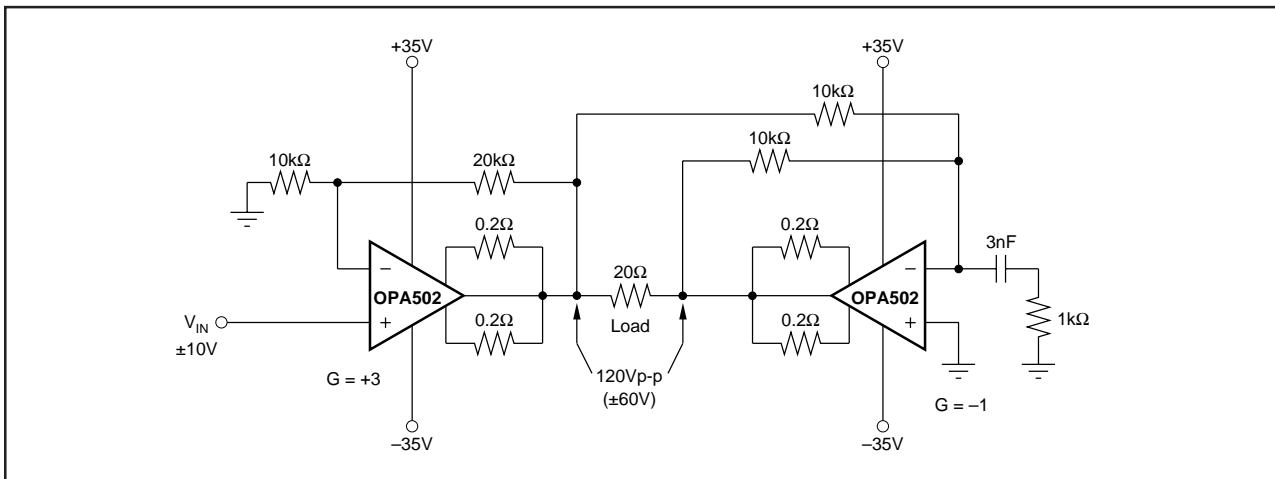 +35V
+35V
10kΩ
10kΩ
10kΩ
20kΩ
0.2Ω
0.2Ω
3nF
20Ω
−
−
OPA502
OPA502
Load
+
+
V_IN
±10V
0.2Ω
0.2Ω
1kΩ
G = +3
120Vp-p
(±60V)
G = –1
–35V
–35V